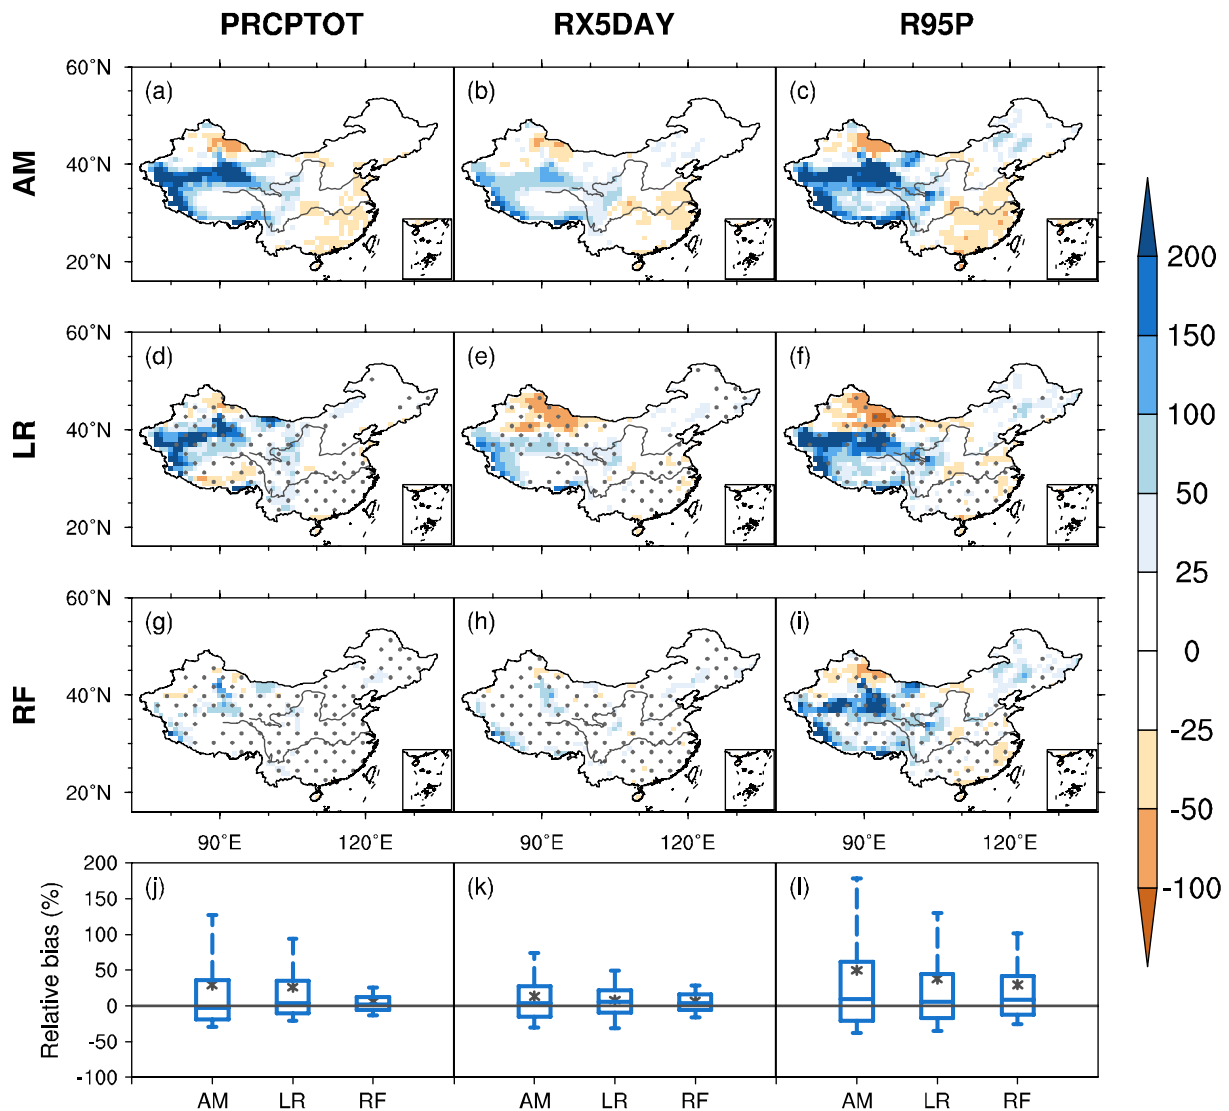 PRCPTOT RX5DAY R95P
60°N (a) (b) (c)
40°N
AM
20°N
60°N (d) (e) (f)
40°N
LR
20°N
60°N (g) (h) (i)
40°N
RF
20°N
90°E 120°E 90°E 120°E 90°E 120°E
200
150
100
50
25
0
-25
-50
-100
Relative bias (%)
200 (j) (k) (l)
150
100
50
0
-50
-100
AM LR RF AM LR RF AM LR RF